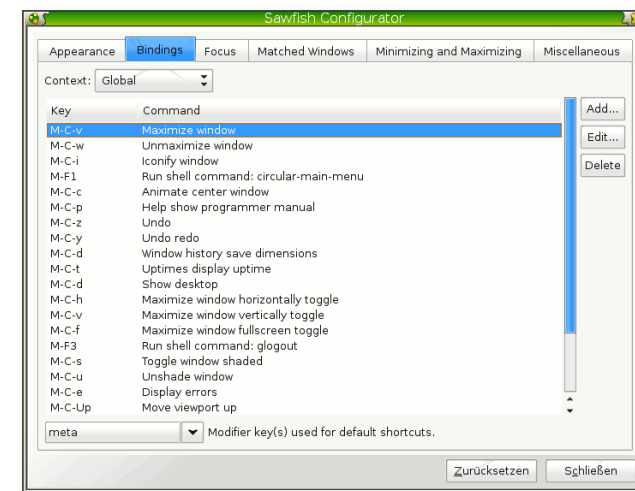 Sawfish Configurator
Appearance Bindings Focus Matched Windows Minimizing and Maximizing Miscellaneous
Context: Global
Key Command
M-C-v Maximize window
M-C-w Unmaximize window
M-C-i Iconify window
M-F1 Run shell command: circular-main-menu
M-C-c Animate center window
M-C-p Help show programmer manual
M-C-z Undo
M-C-y Undo redo
M-C-d Window history save dimensions
M-C-t Uptimes display uptime
M-C-d Show desktop
M-C-h Maximize window horizontally toggle
M-C-v Maximize window vertically toggle
M-C-f Maximize window fullscreen toggle
M-F3 Run shell command: glogout
M-C-s Toggle window shaded
M-C-u Unshade window
M-C-e Display errors
M-C-Up Move viewport up
Add...
Edit...
Delete
meta Modifier key(s) used for default shortcuts.
Zurücksetzen Schließen